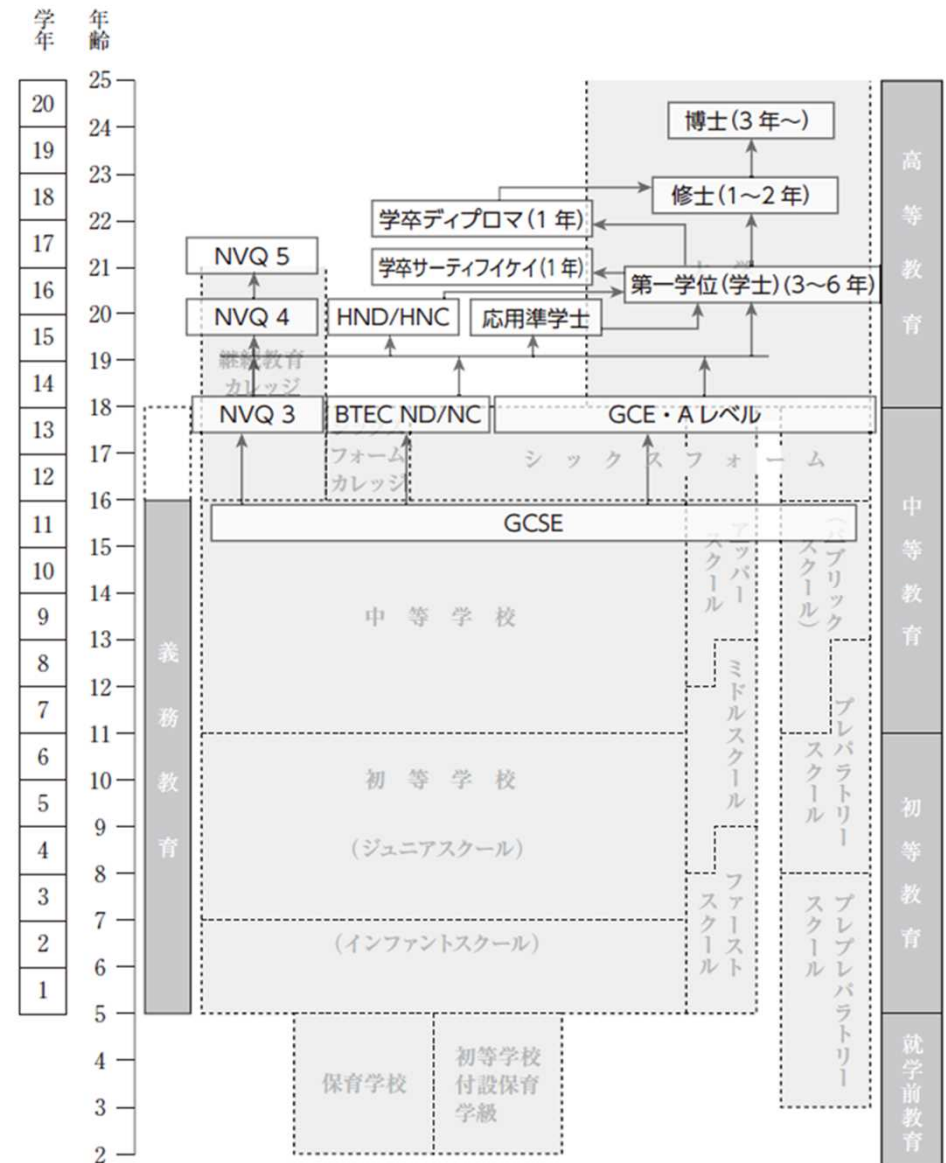 学年
年齢
25
20
24
19
23
18
22
17
21
16
20
15
19
14
18
13
17
12
16
11
15
10
14
9
13
8
12
7
11
6
10
5
9
4
8
3
7
2
6
1
5
4
3
2
博士(3年～)
修士(1～2年)
学卒ディプロマ(1年)
学卒サーティフイケイ(1年)
第一学位(学士)(3～6年)
NVQ 5
NVQ 4
HND/HNC
応用準学士
継続教育
カレッジ
NVQ 3
BTEC ND/NC
GCE・Aレベル
フォーム
カレッジ
シックスフォーム
GCSE
中等学校
アッパー
スクール
(パブリック
スクール)
ミドルスクール
プレパラトリー
スクール
初等学校
(ジュニアスクール)
ファースト
スクール
(インファントスクール)
プレプレパラトリー
スクール
保育学校
初等学校
付設保育
学級
義務教育
高等教育
中等教育
初等教育
就学前教育